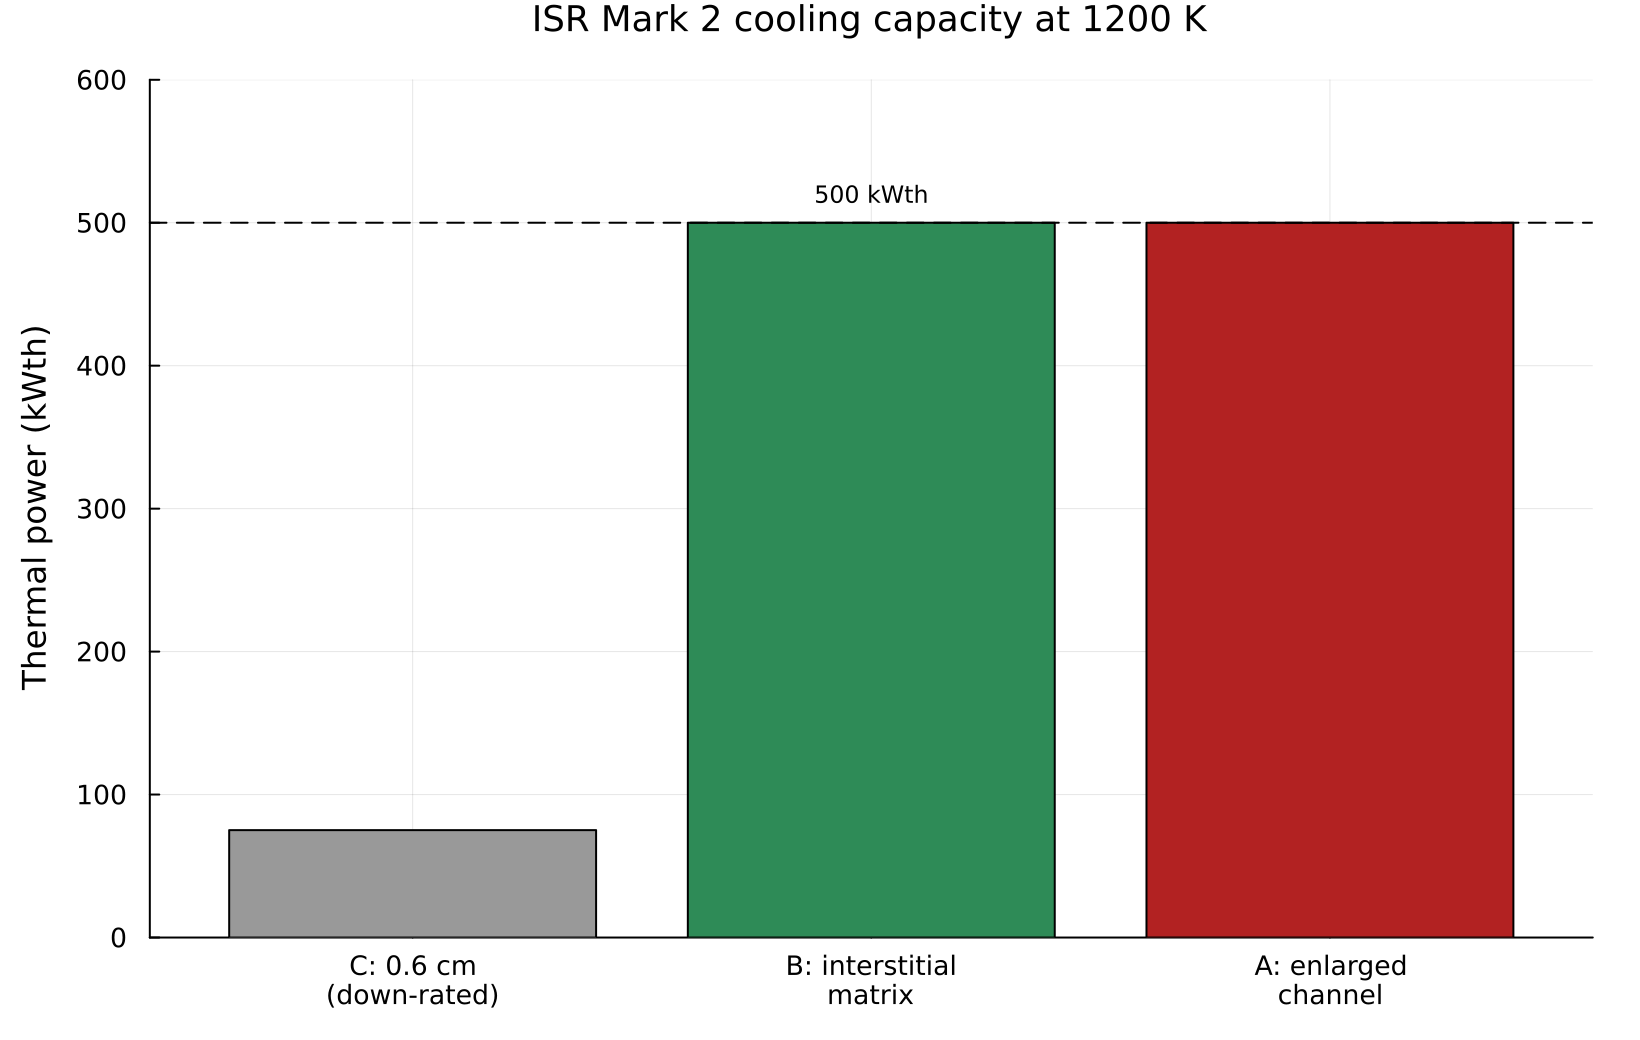 ISR Mark 2 cooling capacity at 1200 K
Thermal power (kWth)
600
500
400
300
200
100
0
500 kWth
C: 0.6 cm
(down-rated)
B: interstitial
matrix
A: enlarged
channel